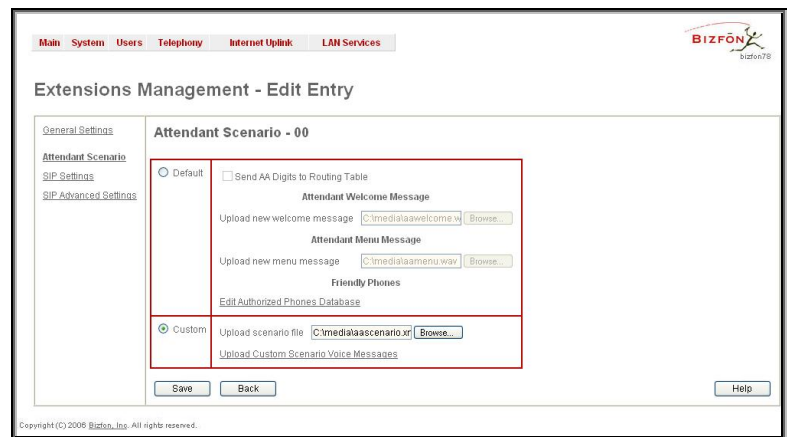 Main System Users Telephony Internet Uplink LAN Services
BIZFŌN
bizfon78
Extensions Management - Edit Entry
General Settings
Attendant Scenario
SIP Settings
SIP Advanced Settings
Attendant Scenario - 00
Default
Send AA Digits to Routing Table
Attendant Welcome Message
Upload new welcome message C:\media\aawelcome.w Browse...
Attendant Menu Message
Upload new menu message C:\media\aamenu.wav Browse...
Friendly Phones
Edit Authorized Phones Database
Custom
Upload scenario file C:\media\aascenario.xr Browse...
Upload Custom Scenario Voice Messages
Save Back Help
Copyright (C) 2006 Bizfon, Inc. All rights reserved.